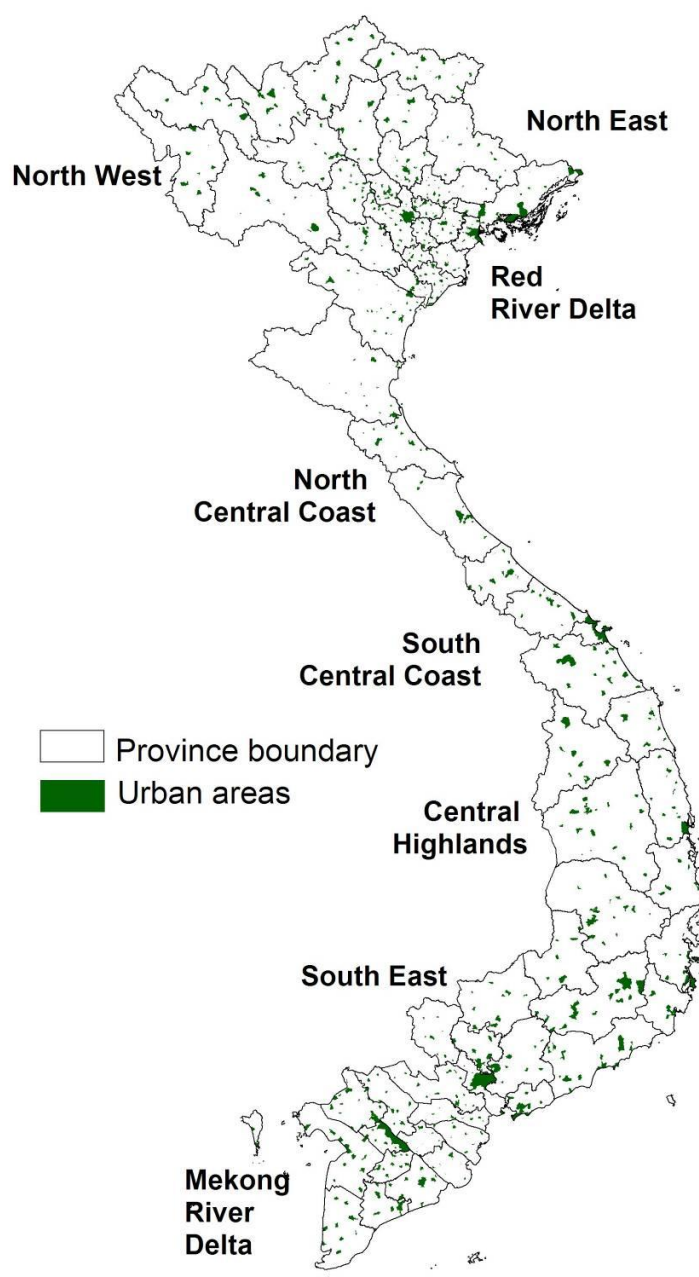 North East
North West
Red
River Delta
North
Central Coast
South
Central Coast
Province boundary
Urban areas
Central
Highlands
South East
Mekong
River
Delta